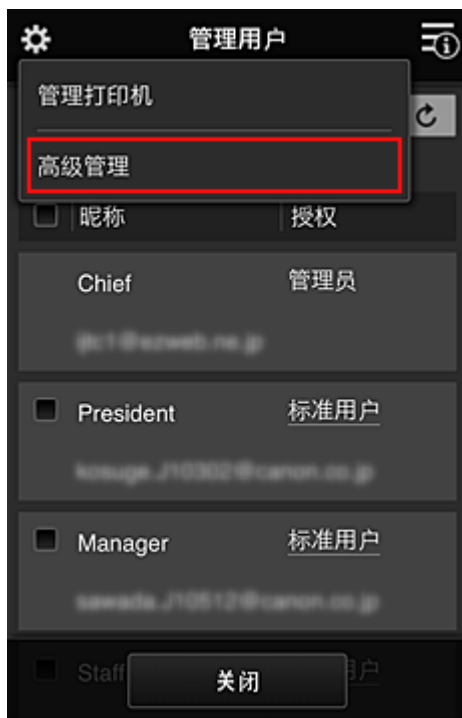 管理用户
管理打印机
高级管理
昵称 授权
Chief 管理员
President 标准用户
Manager 标准用户
Staff 户
关闭